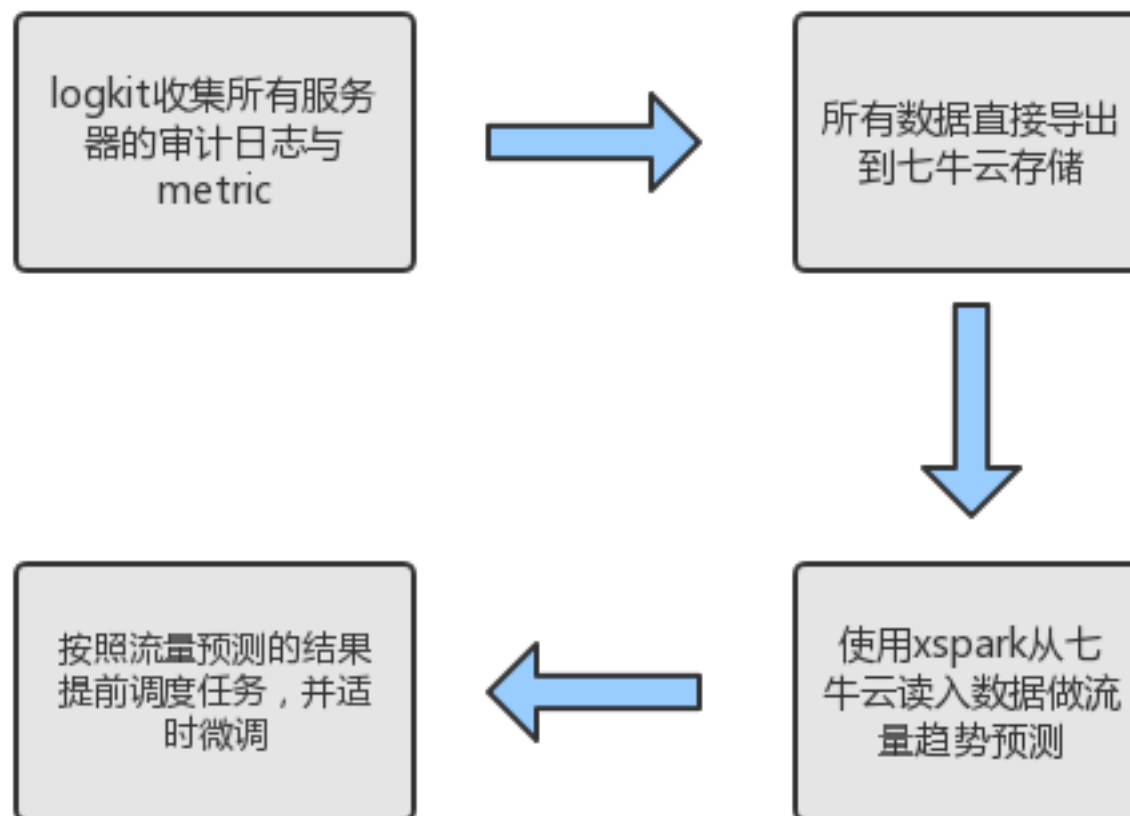 logkit收集所有服务
器的审计日志与
metric
所有数据直接导出
到七牛云存储
使用xspark从七
牛云读入数据做流
量趋势预测
按照流量预测的结果
提前调度任务，并适
时微调